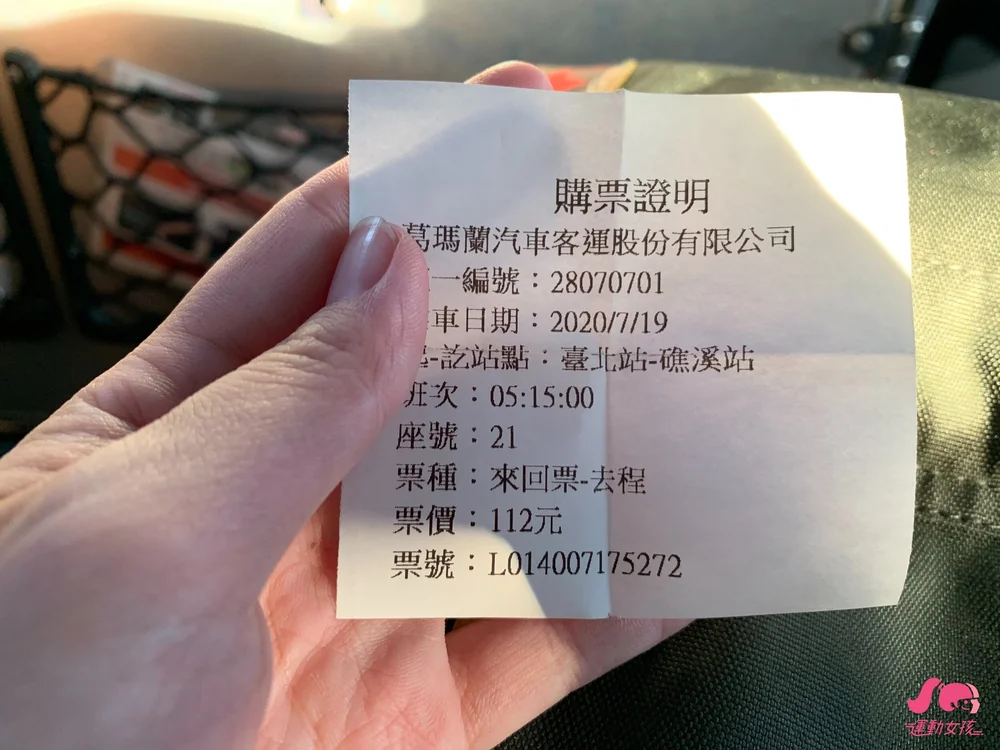 購票證明
葛瑪蘭汽車客運股份有限公司
一編號：28070701
車日期：2020/7/19
-訖站點：臺北站-礁溪站
班次：05:15:00
座號：21
票種：來回票-去程
票價：112元
票號：L014007175272
運動女孩